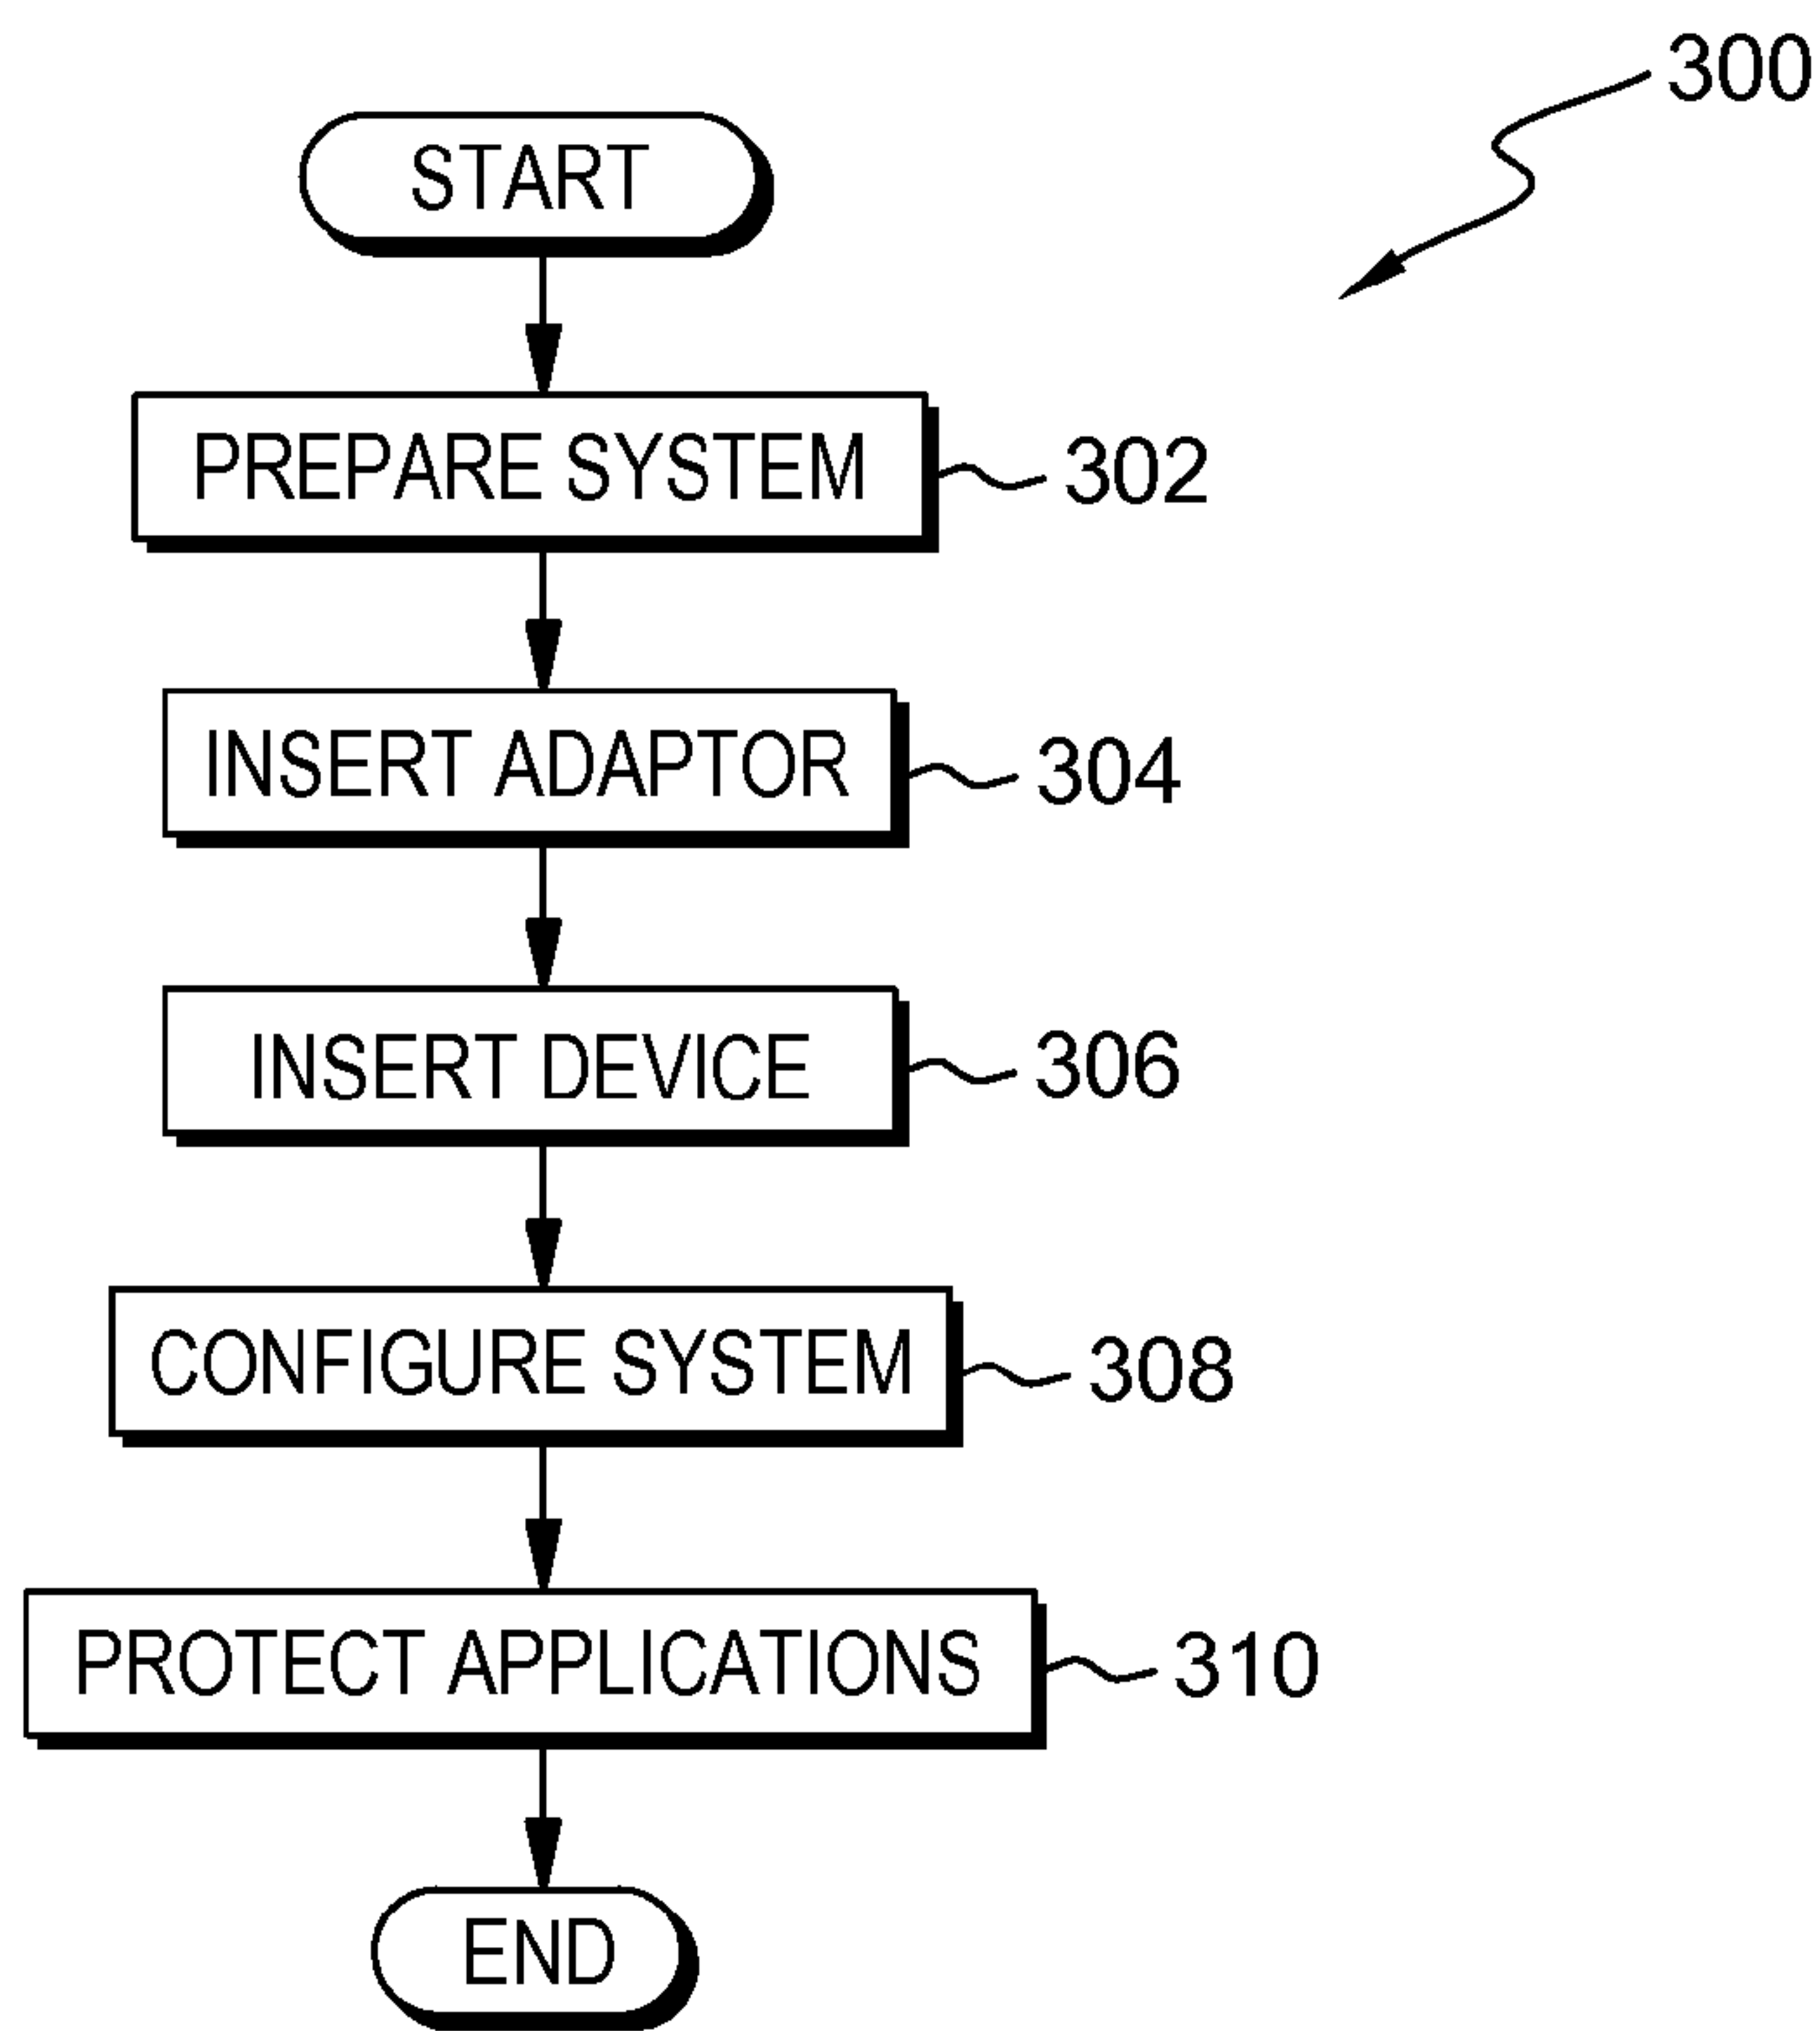 300
START
PREPARE SYSTEM 302
INSERT ADAPTOR 304
INSERT DEVICE 306
CONFIGURE SYSTEM 308
PROTECT APPLICATIONS 310
END